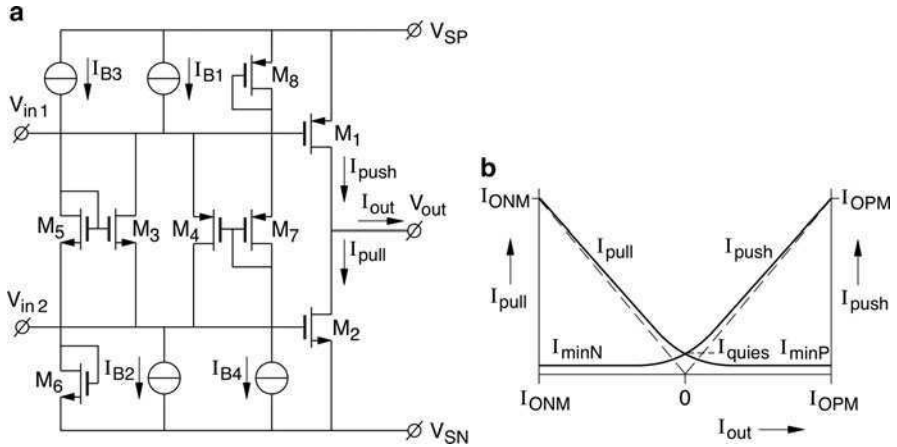 a
V_SP
I_B3
I_B1
M_8
V_in 1
M_1
I_push
I_out
V_out
M_5
M_3
M_4
M_7
I_pull
V_in 2
M_2
M_6
I_B2
I_B4
V_SN
b
I_ONM
I_OPM
I_pull
I_push
I_pull
I_push
I_minN
I_quies
I_minP
I_ONM
0
I_OPM
I_out